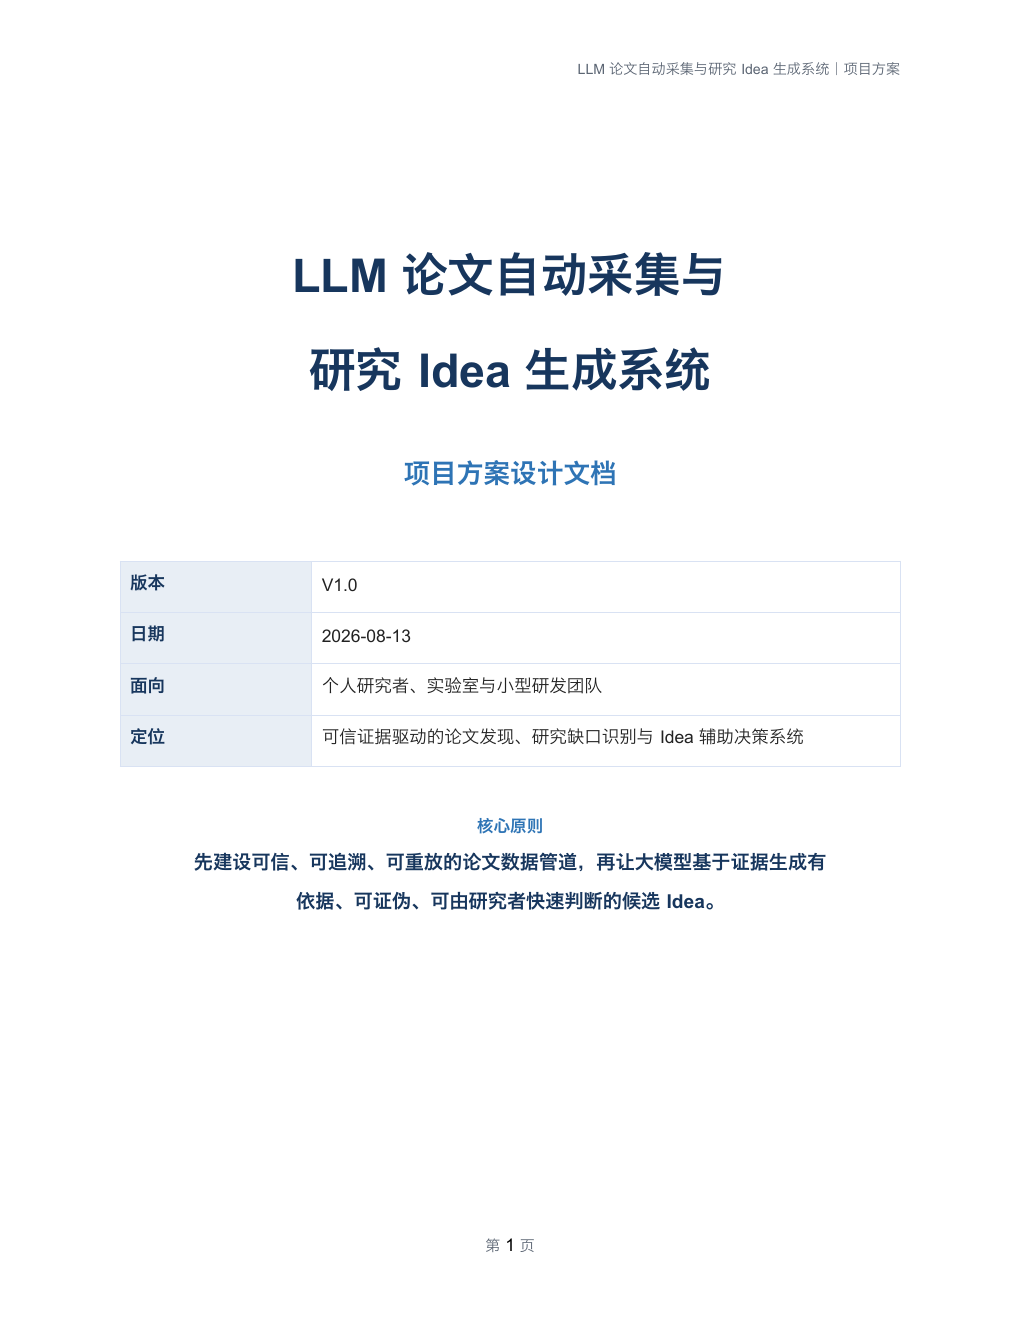 LLM 论文自动采集与研究 Idea 生成系统｜项目方案
LLM 论文自动采集与
研究 Idea 生成系统
项目方案设计文档
版本 V1.0
日期 2026-08-13
面向 个人研究者、实验室与小型研发团队
定位 可信证据驱动的论文发现、研究缺口识别与 Idea 辅助决策系统
核心原则
先建设可信、可追溯、可重放的论文数据管道，再让大模型基于证据生成有
依据、可证伪、可由研究者快速判断的候选 Idea。
第 1 页